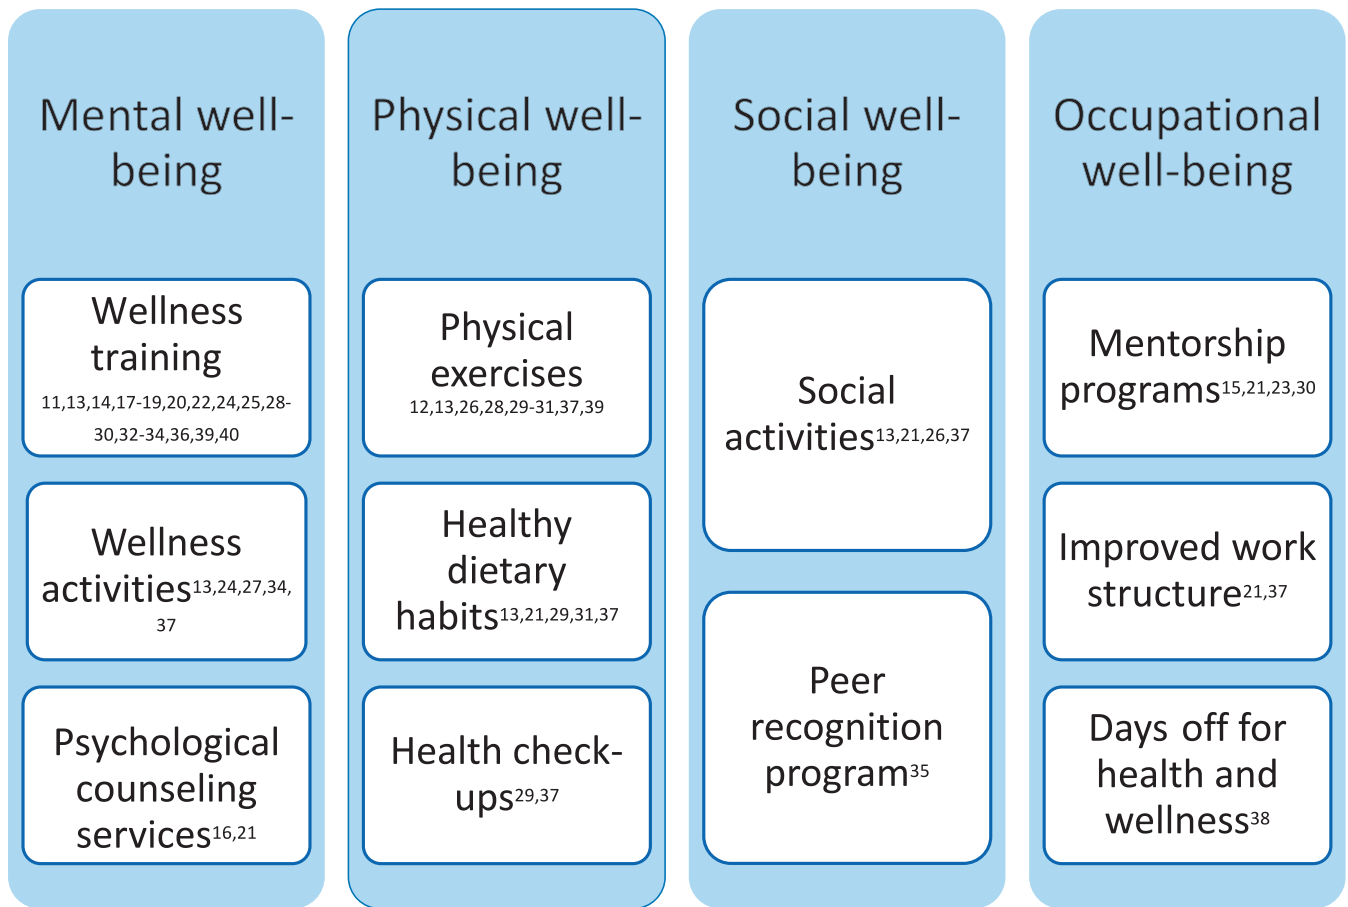 Mental well-
being
Wellness
training
11,13,14,17-19,20,22,24,25,28-
30,32-34,36,39,40
Wellness
activities13,24,27,34,
37
Psychological
counseling
services16,21
Physical well-
being
Physical
exercises
12,13,26,28,29-31,37,39
Healthy
dietary
habits13,21,29,31,37
Health check-
ups29,37
Social well-
being
Social
activities13,21,26,37
Peer
recognition
program35
Occupational
well-being
Mentorship
programs15,21,23,30
Improved work
structure21,37
Days off for
health and
wellness38